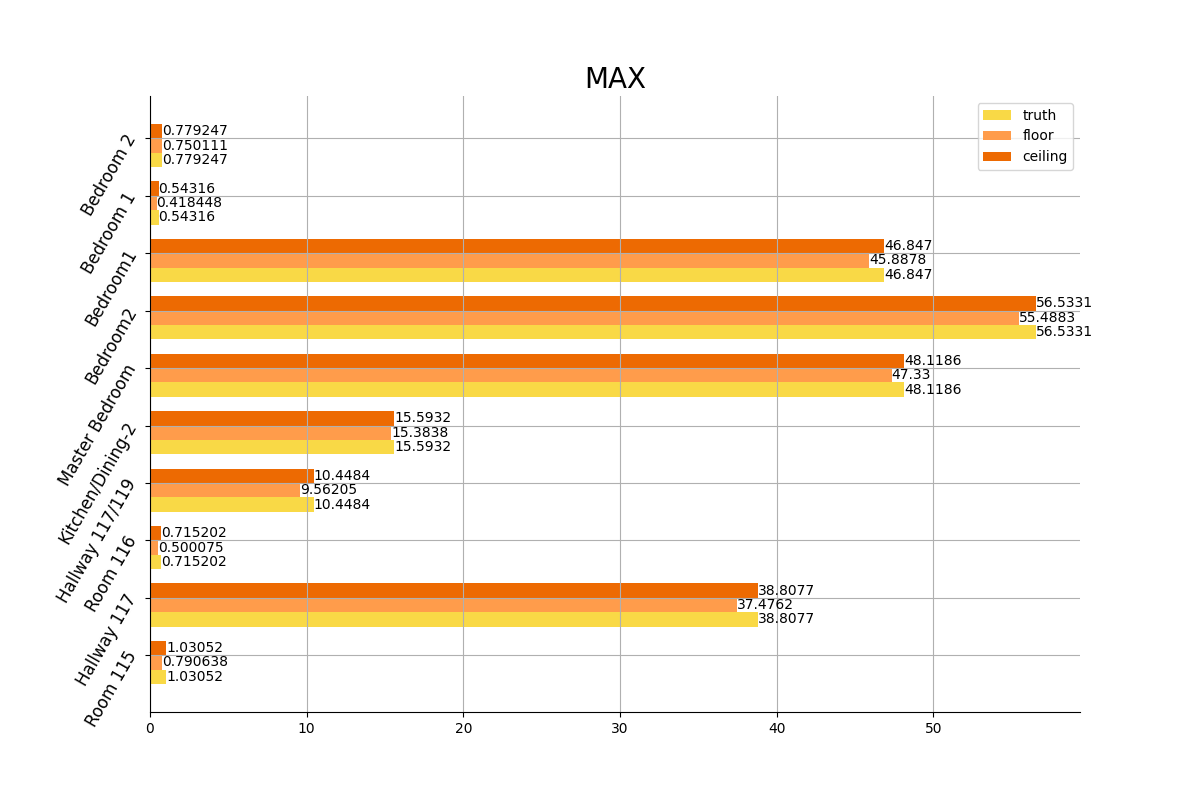 MAX
truth
floor
ceiling
Bedroom 2
0.779247
0.750111
0.779247
Bedroom 1
0.54316
0.418448
0.54316
Bedroom1
46.847
45.8878
46.847
Bedroom2
56.5331
55.4883
56.5331
Master Bedroom
48.1186
47.33
48.1186
Kitchen/Dining-2
15.5932
15.3838
15.5932
Hallway 117/119
10.4484
9.56205
10.4484
Room 116
0.715202
0.500075
0.715202
Hallway 117
38.8077
37.4762
38.8077
Room 115
1.03052
0.790638
1.03052
0 10 20 30 40 50